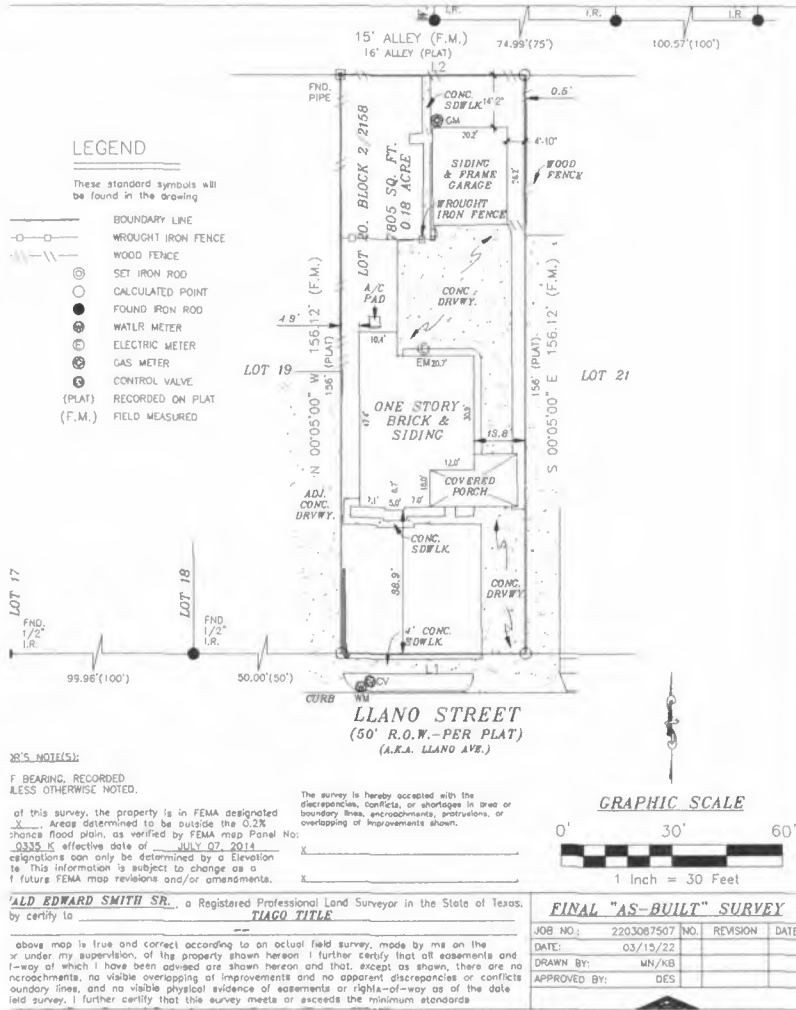 I.R.
I.R.
I.R
15' ALLEY (F.M.)
16' ALLEY (PLAT)
74.99'(75')
100.57'(100')
L2
FND.
PIPE
CONC.
SDWLK.
14'-2"
0.5'
GM
20.2'
4'-10"
LEGEND
These standard symbols will
be found in the drawing
BOUNDARY LINE
WROUGHT IRON FENCE
WOOD FENCE
SET IRON ROD
CALCULATED POINT
FOUND IRON ROD
WATER METER
ELECTRIC METER
GAS METER
CONTROL VALVE
(PLAT) RECORDED ON PLAT
(F.M.) FIELD MEASURED
LOT 20. BLOCK 2/2158
7805 SQ. FT.
0.18 ACRE
SIDING
& FRAME
GARAGE
26.2'
WOOD
FENCE
WROUGHT
IRON FENCE
A/C
PAD
CONC.
DRVWY.
4.9'
10.4'
EM
20.7'
LOT 19
N 00°05'00" W 156.12' (F.M.)
156' (PLAT)
156' (PLAT)
S 00°05'00" E 156.12' (F.M.)
LOT 21
ONE STORY
BRICK &
SIDING
47.4'
30.9'
13.8'
12.0'
COVERED
PORCH
ADJ.
CONC.
DRVWY.
7.1'
5.0'
7.0'
CONC.
SDWLK
38.9'
CONC.
DRVWY.
LOT 17
LOT 18
FND.
1/2"
I.R.
FND
1/2"
I.R.
4' CONC.
SDWLK
99.96'(100')
50.00'(50')
L1
CV
WM
CURB
LLANO STREET
(50' R.O.W.-PER PLAT)
(A.K.A. LLANO AVE.)
OR'S NOTE(S):
F BEARING, RECORDED
LESS OTHERWISE NOTED.
of this survey, the property is in FEMA designated
X . Areas determined to be outside the 0.2%
chance flood plain, as verified by FEMA map Panel No:
0335 K effective date of JULY 07, 2014
esignations can only be determined by a Elevation
te This information is subject to change as a
f future FEMA map revisions and/or amendments.
The survey is hereby accepted with the
discrepancies, conflicts, or shortages in area or
boundary lines, encroachments, protrusions, or
overlapping of improvements shown.
X
X
GRAPHIC SCALE
0' 30' 60'
1 Inch = 30 Feet
ALD EDWARD SMITH SR., a Registered Professional Land Surveyor in the State of Texas,
by certify to TIAGO TITLE
above map is true and correct according to an actual field survey, made by me on the
r under my supervision, of the property shown hereon I further certify that all easements and
f-way of which I have been advised are shown hereon and that, except as shown, there are no
ncroachments, no visible overlapping of improvements and no apparent discrepancies or conflicts
oundary lines, and no visible physical evidence of easements or rights-of-way as of the date
ield survey. I further certify that this survey meets or exceeds the minimum standards
FINAL "AS-BUILT" SURVEY
JOB NO.: 2203087507 NO. REVISION DATE
DATE: 03/15/22
DRAWN BY: MN/KB
APPROVED BY: DES